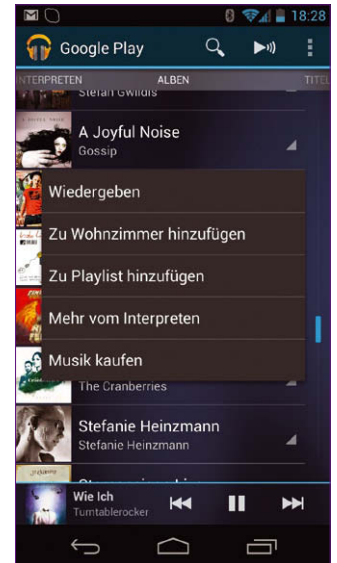 18:28
Google Play
INTERPRETEN ALBEN TITEL
Stefan Gwildis
A Joyful Noise
Gossip
Wiedergeben
Zu Wohnzimmer hinzufügen
Zu Playlist hinzufügen
Mehr vom Interpreten
Musik kaufen
The Cranberries
Stefanie Heinzmann
Stefanie Heinzmann
Wie Ich
Turntablerocker